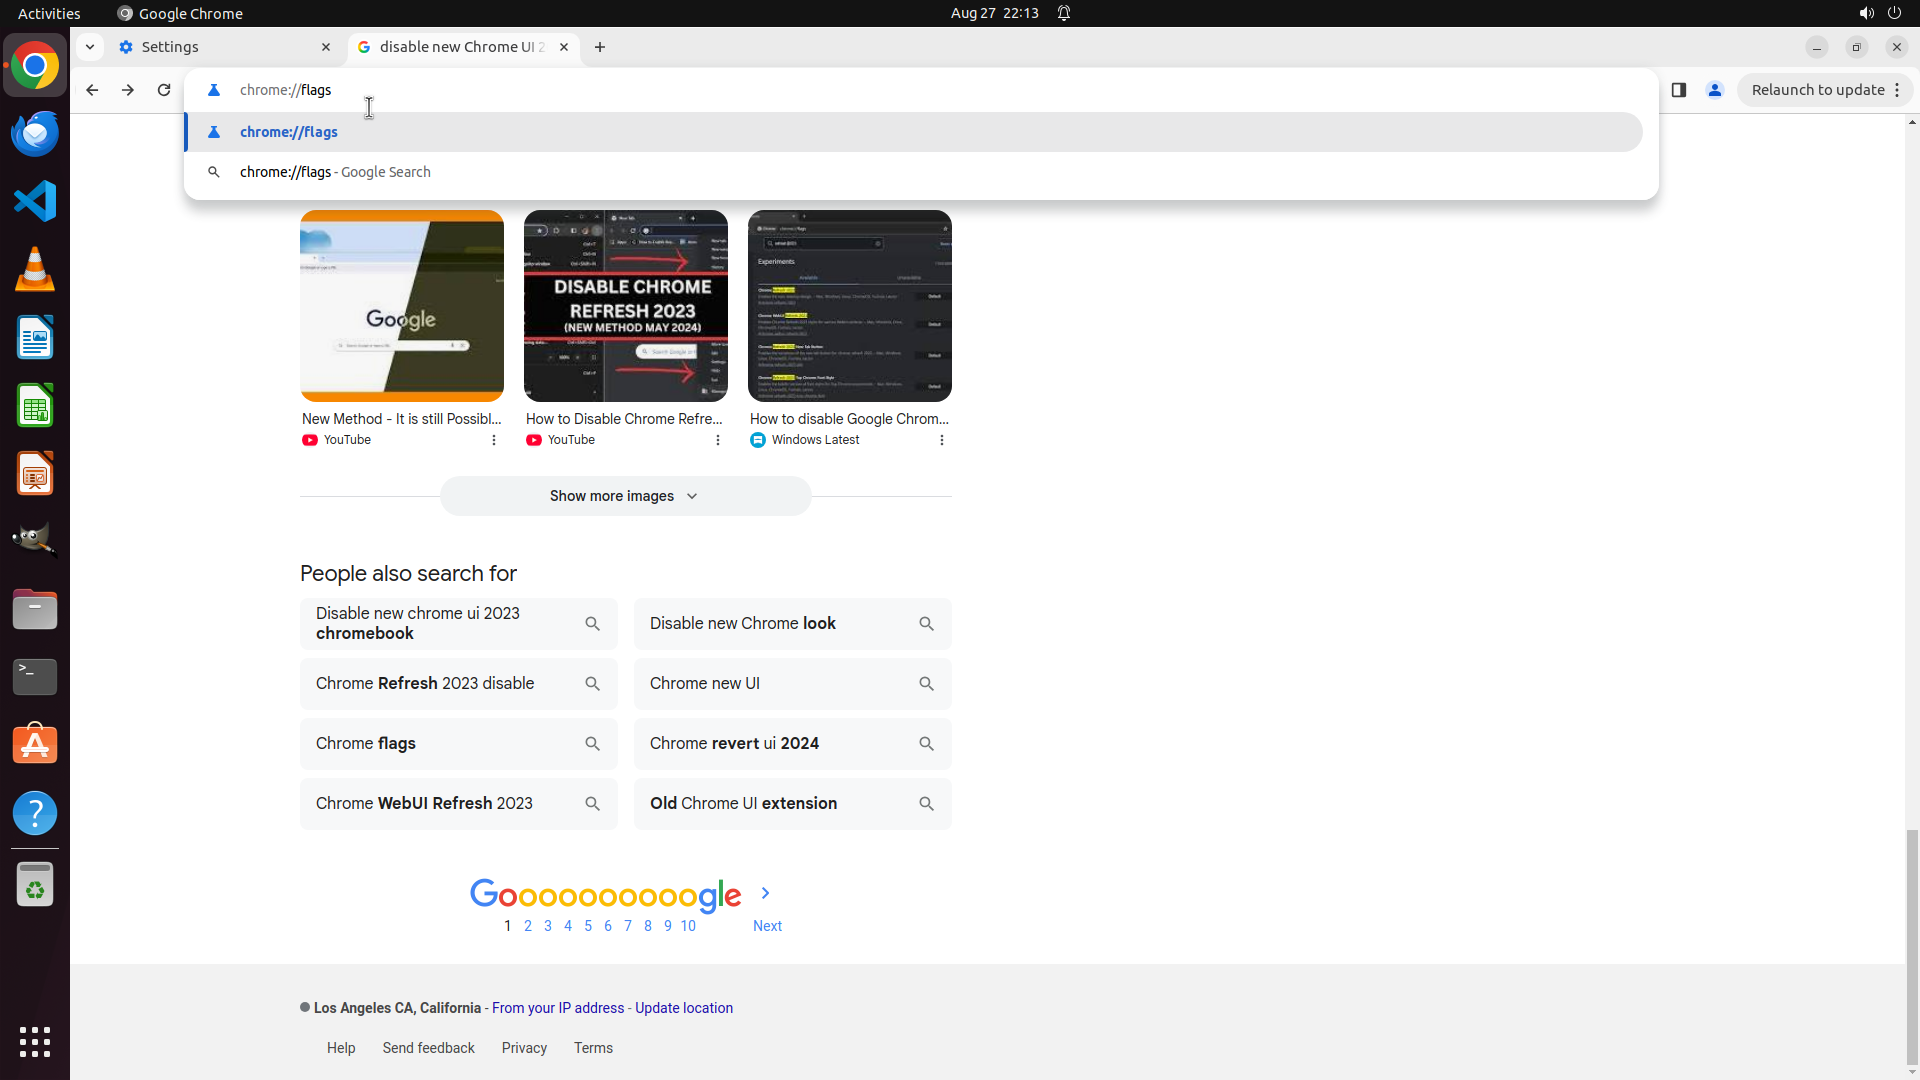 Activities
Google Chrome
Aug 27 22:13
Settings
disable new Chrome UI 2
chrome://flags
Relaunch to update
chrome://flags
chrome://flags - Google Search
Google
DISABLE CHROME
REFRESH 2023
(NEW METHOD MAY 2024)
Experiments
New Method - It is still Possibl...
YouTube
How to Disable Chrome Refre...
YouTube
How to disable Google Chrom...
Windows Latest
Show more images
People also search for
Disable new chrome ui 2023
chromebook
Disable new Chrome look
Chrome Refresh 2023 disable
Chrome new UI
Chrome flags
Chrome revert ui 2024
Chrome WebUI Refresh 2023
Old Chrome UI extension
Goooooooooogle
1 2 3 4 5 6 7 8 9 10 Next
Los Angeles CA, California - From your IP address - Update location
Help Send feedback Privacy Terms